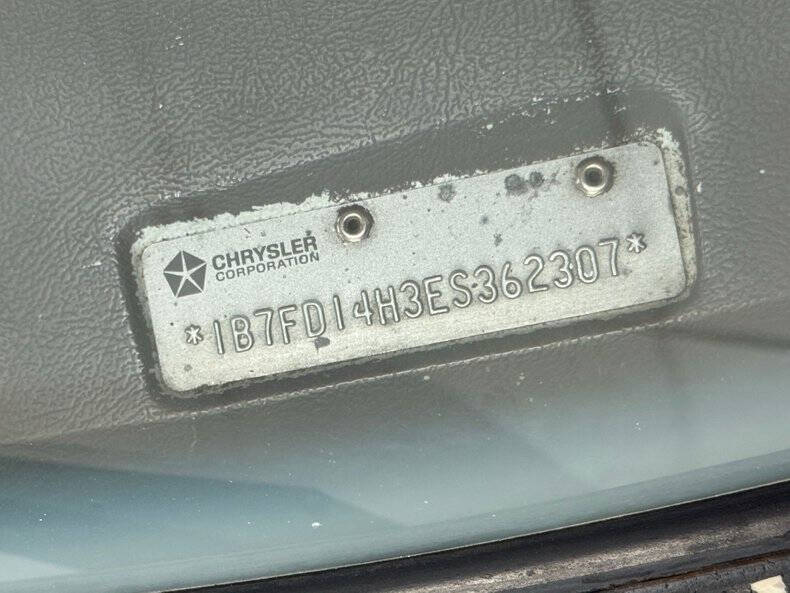 CHRYSLER
CORPORATION
*1B7FD14H3ES362307*